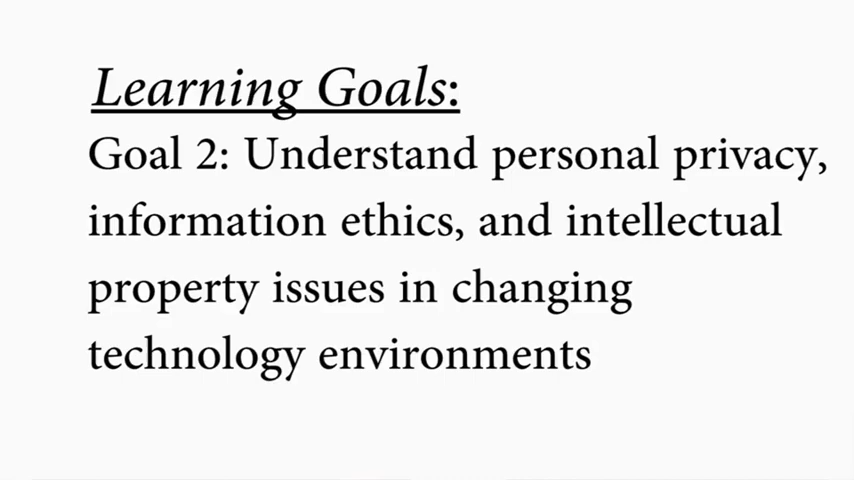 Learning Goals:
Goal 2: Understand personal privacy,
information ethics, and intellectual
property issues in changing
technology environments